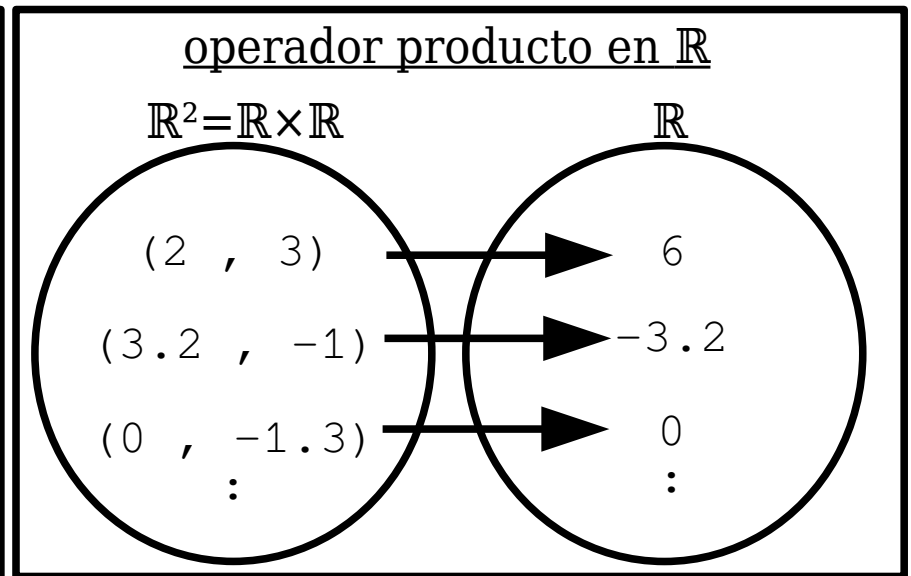 operador producto en ℝ
ℝ²=ℝ×ℝ ℝ
(2 , 3) 6
(3.2 , -1) -3.2
(0 , -1.3) 0
: :